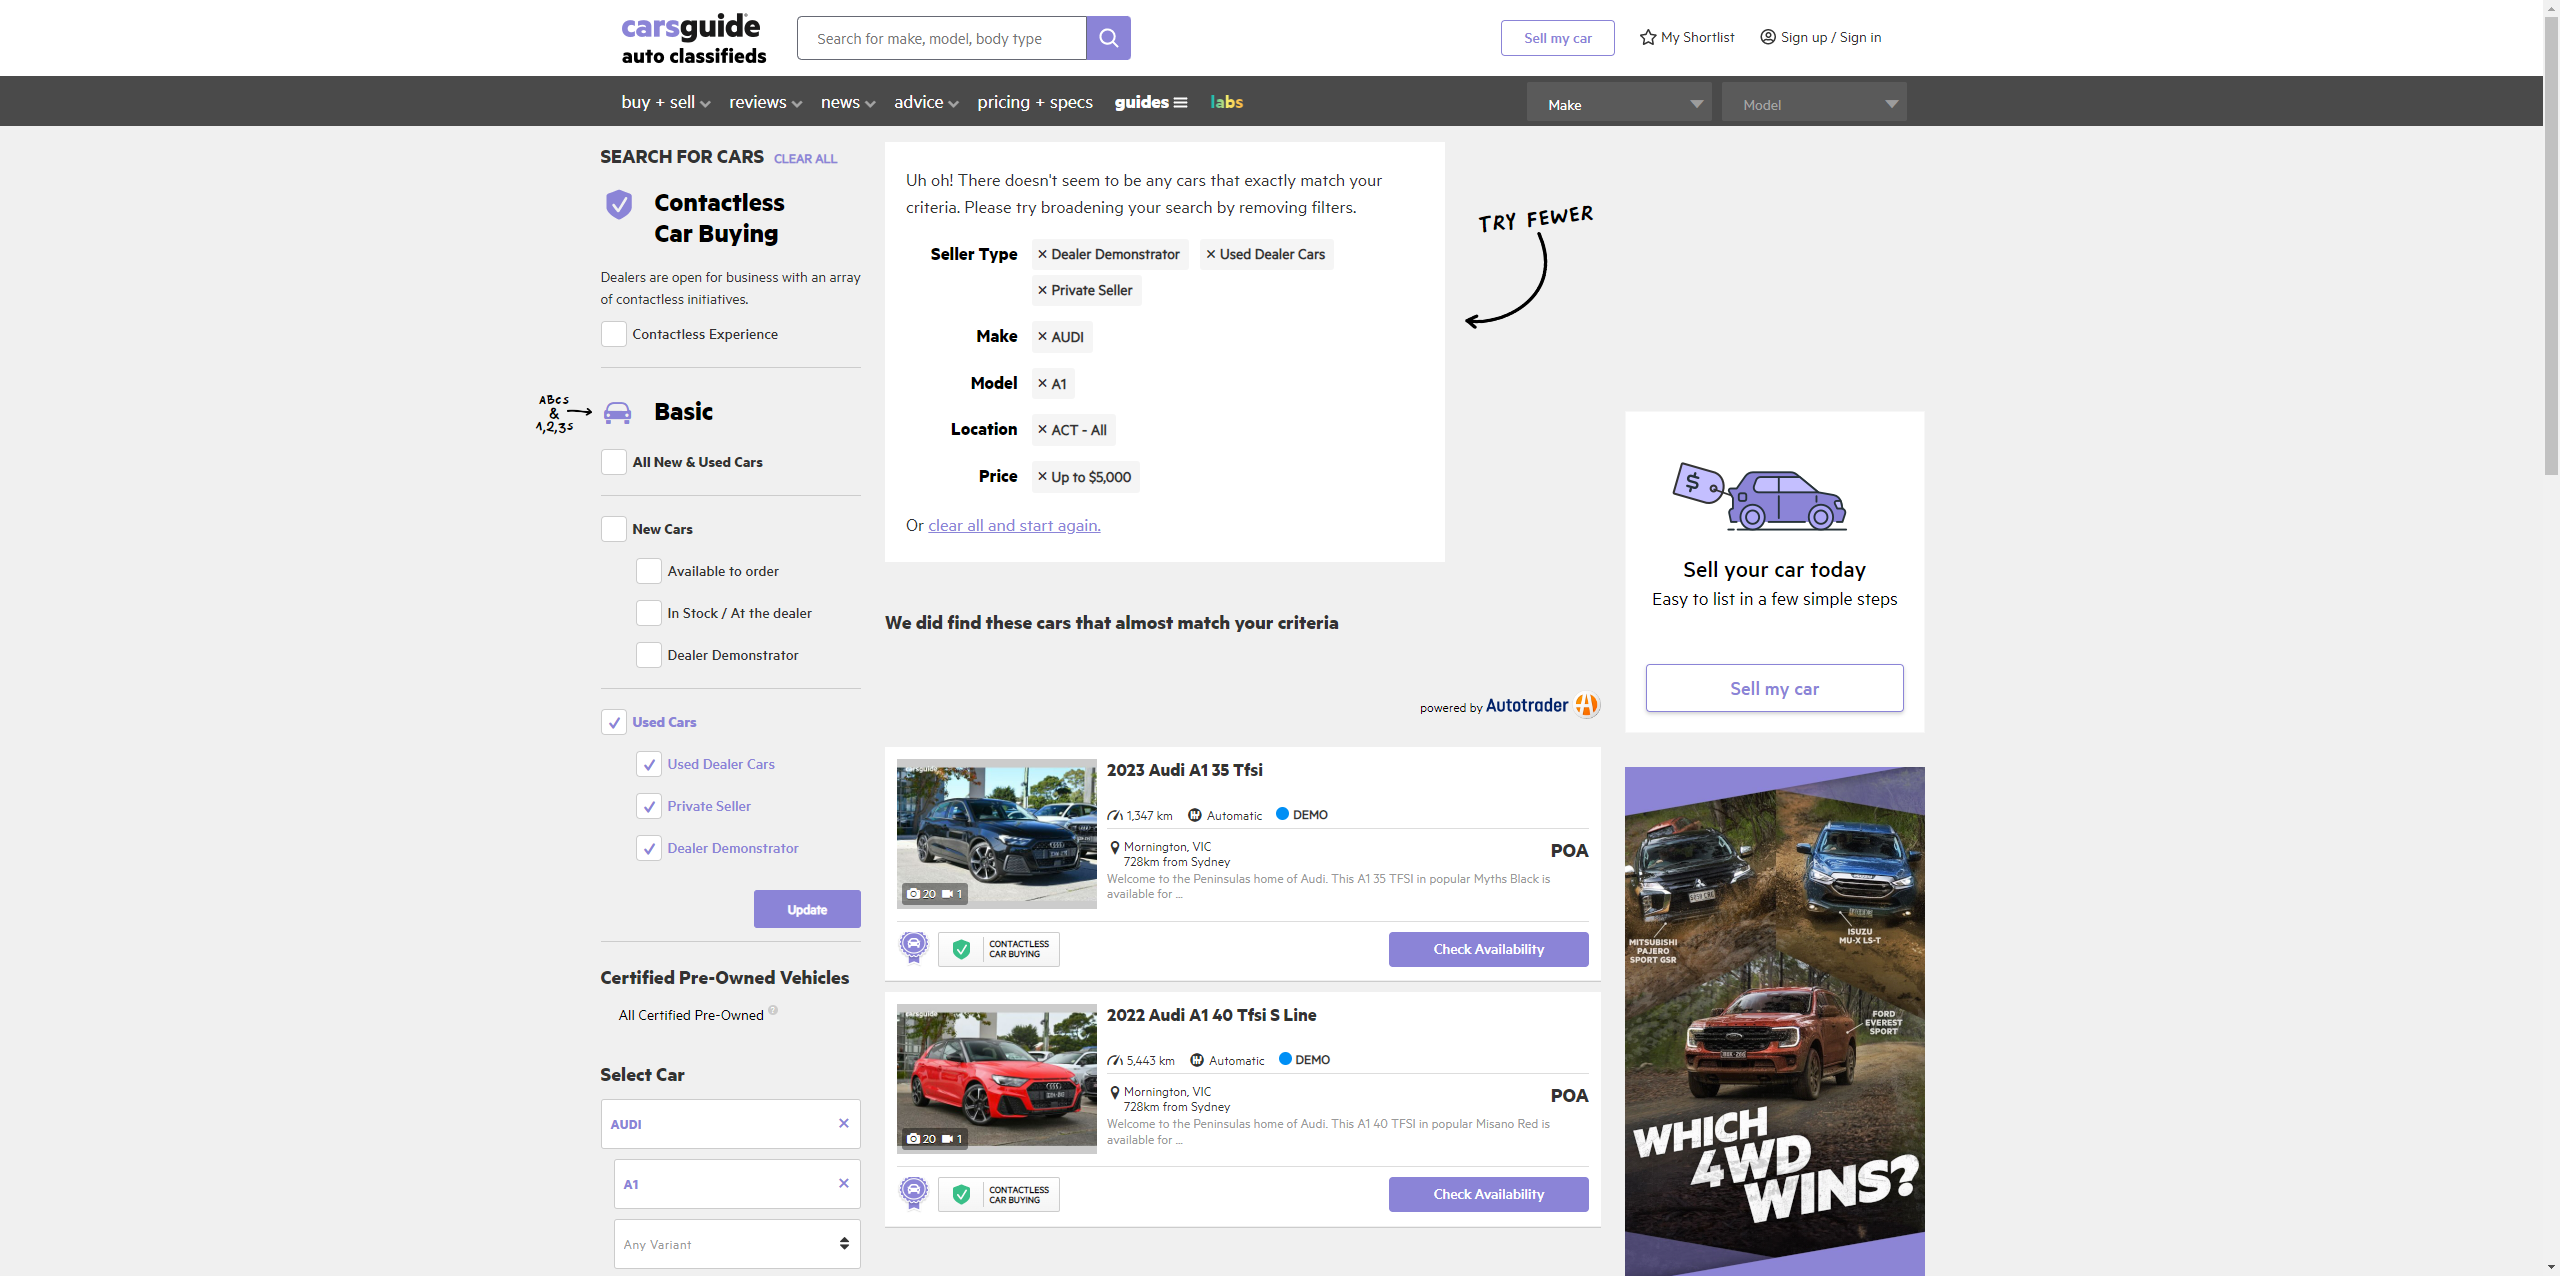 carsguide
auto classifieds
Search for make, model, body type
Sell my car
My Shortlist
Sign up / Sign in
buy + sell
reviews
news
advice
pricing + specs
guides
labs
Make
Model
SEARCH FOR CARS CLEAR ALL
Contactless
Car Buying
Dealers are open for business with an array
of contactless initiatives.
Contactless Experience
ABCs
&
1,2,3s
Basic
All New & Used Cars
New Cars
Available to order
In Stock / At the dealer
Dealer Demonstrator
Used Cars
Used Dealer Cars
Private Seller
Dealer Demonstrator
Update
Certified Pre-Owned Vehicles
All Certified Pre-Owned ?
Select Car
AUDI ×
A1 ×
Any Variant
Uh oh! There doesn't seem to be any cars that exactly match your
criteria. Please try broadening your search by removing filters.
Seller Type × Dealer Demonstrator × Used Dealer Cars
× Private Seller
Make × AUDI
Model × A1
Location × ACT - All
Price × Up to $5,000
Or clear all and start again.
TRY FEWER
We did find these cars that almost match your criteria
powered by Autotrader
2023 Audi A1 35 Tfsi
1,347 km Automatic DEMO
Mornington, VIC
728km from Sydney
POA
Welcome to the Peninsulas home of Audi. This A1 35 TFSI in popular Myths Black is
available for ...
carsguide
20 1
CONTACTLESS
CAR BUYING
Check Availability
2022 Audi A1 40 Tfsi S Line
5,443 km Automatic DEMO
Mornington, VIC
728km from Sydney
POA
Welcome to the Peninsulas home of Audi. This A1 40 TFSI in popular Misano Red is
available for ...
carsguide
20 1
CONTACTLESS
CAR BUYING
Check Availability
$
Sell your car today
Easy to list in a few simple steps
Sell my car
MITSUBISHI
PAJERO
SPORT GSR
ISUZU
MU-X LS-T
FORD
EVEREST
SPORT
WHICH
4WD
WINS?